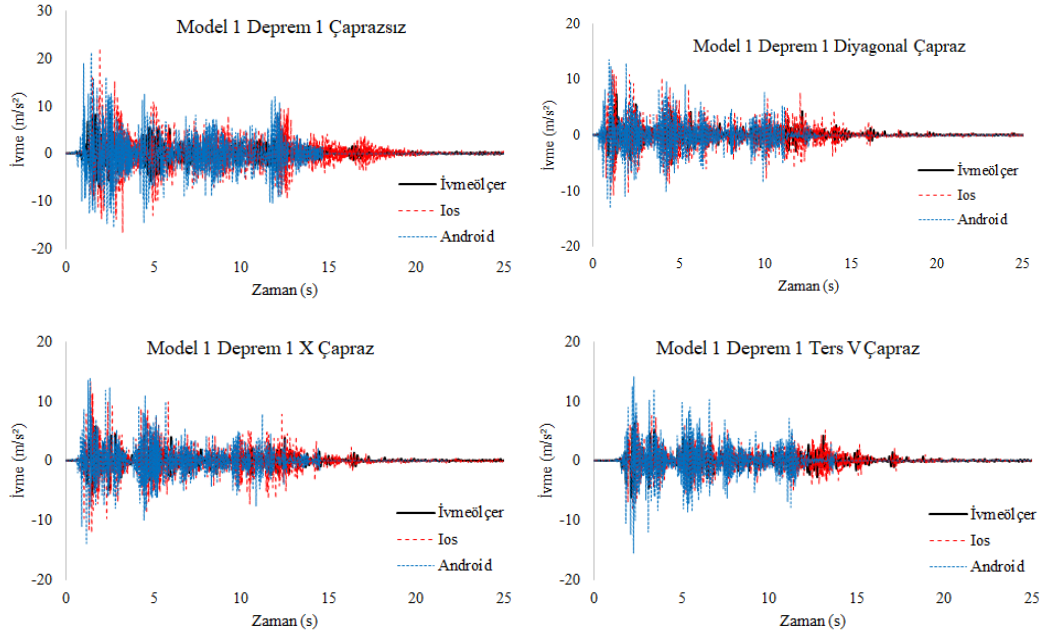 Model 1 Deprem 1 Çaprazsız
30
20
10
0
-10
-20
İvme (m/s²)
İvmeölçer
Ios
Android
0 5 10 15 20 25
Zaman (s)
Model 1 Deprem 1 Diyagonal Çapraz
20
10
0
-10
-20
İvme (m/s²)
İvmeölçer
Ios
Android
0 5 10 15 20 25
Zaman (s)
Model 1 Deprem 1 X Çapraz
20
10
0
-10
-20
İvme (m/s²)
İvmeölçer
Ios
Android
0 5 10 15 20 25
Zaman (s)
Model 1 Deprem 1 Ters V Çapraz
20
10
0
-10
-20
İvme (m/s²)
İvmeölçer
Ios
Android
0 5 10 15 20 25
Zaman (s)